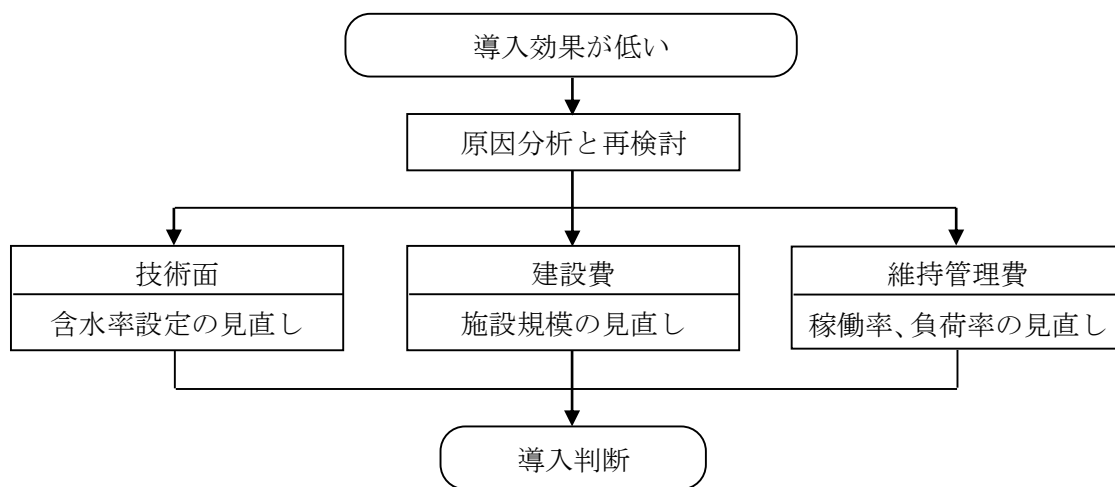 導入効果が低い
原因分析と再検討
技術面
含水率設定の見直し
建設費
施設規模の見直し
維持管理費
稼働率、負荷率の見直し
導入判断